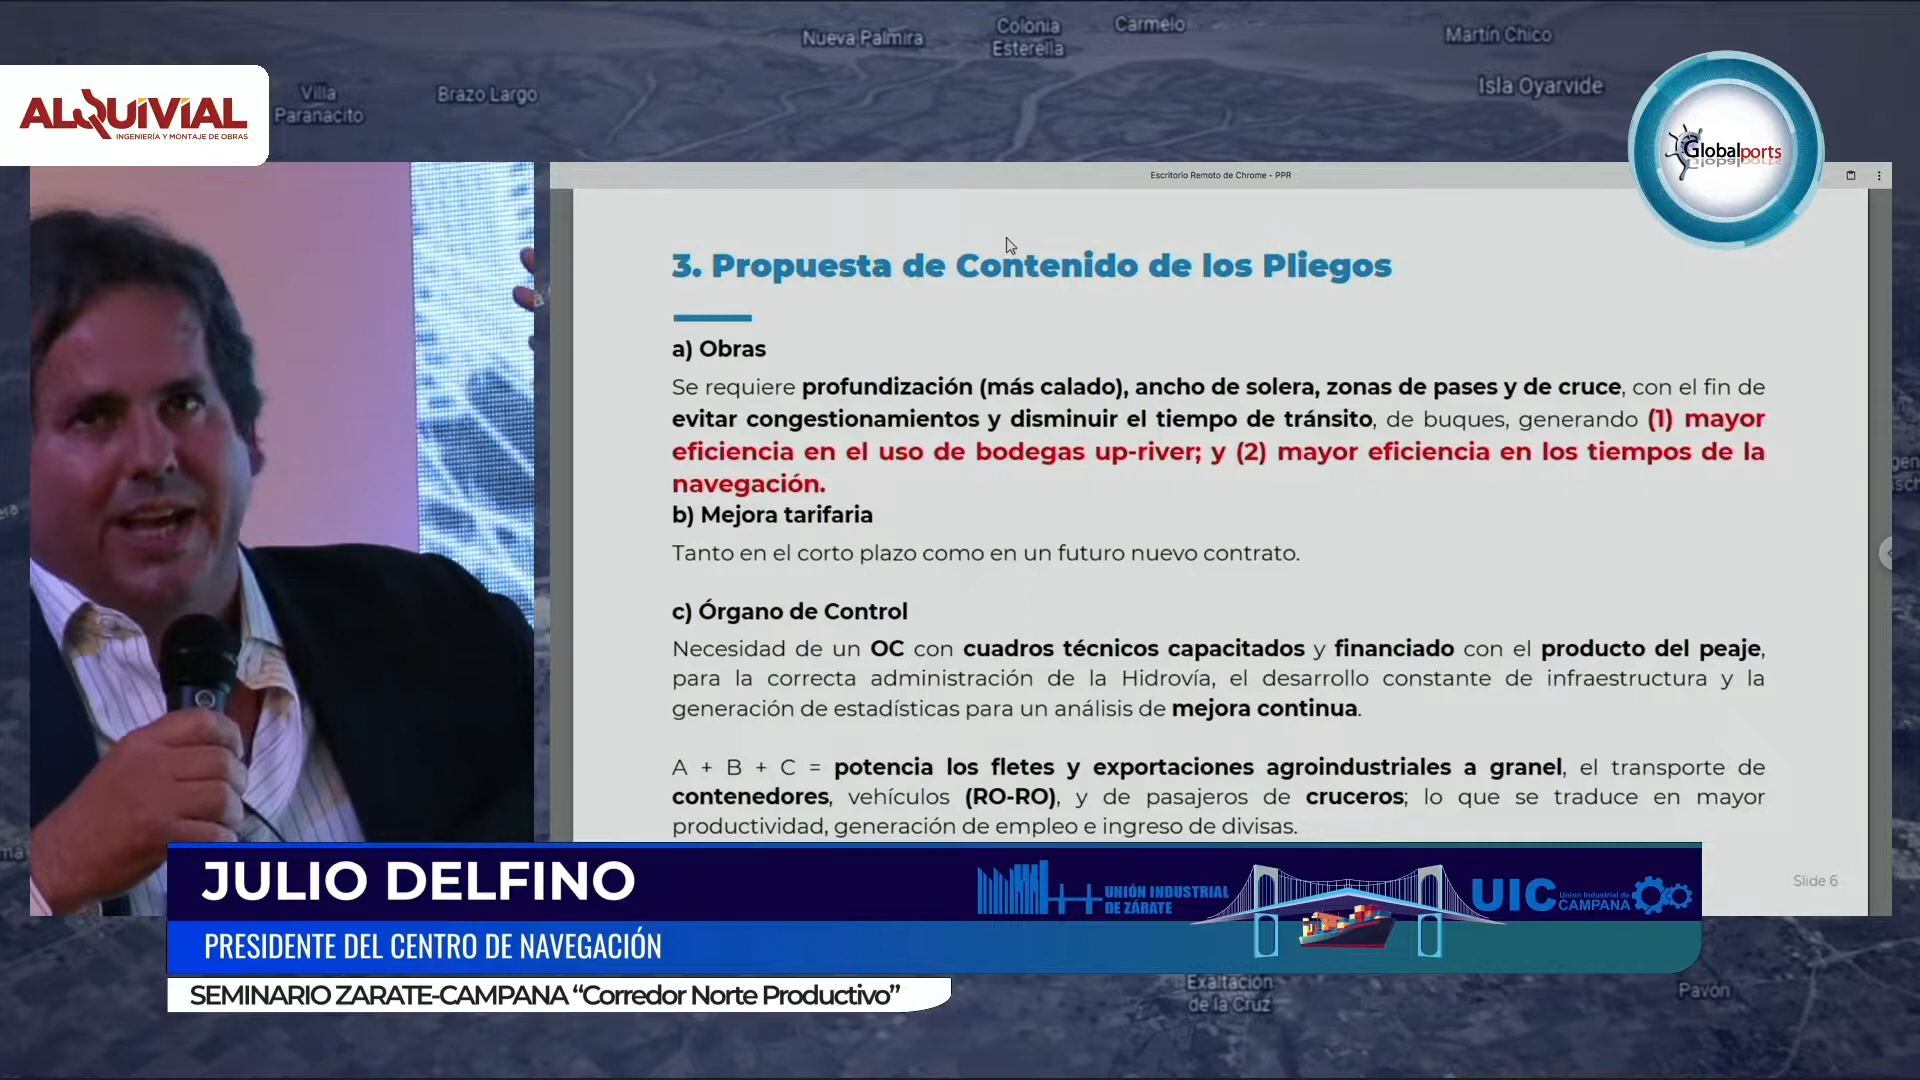 Nueva Palmira
Colonia
Estrella
Carmelo
Martín Chico
Isla Oyarvide
Villa
Paranacito
Brazo Largo
ALQUIVIAL
INGENIERÍA Y MONTAJE DE OBRAS
Globalports
Escritorio Remoto de Chrome - PPR
3. Propuesta de Contenido de los Pliegos
a) Obras
Se requiere profundización (más calado), ancho de solera, zonas de pases y de cruce, con el fin de
evitar congestionamientos y disminuir el tiempo de tránsito, de buques, generando (1) mayor
eficiencia en el uso de bodegas up-river; y (2) mayor eficiencia en los tiempos de la
navegación.
b) Mejora tarifaria
Tanto en el corto plazo como en un futuro nuevo contrato.
c) Órgano de Control
Necesidad de un OC con cuadros técnicos capacitados y financiado con el producto del peaje,
para la correcta administración de la Hidrovía, el desarrollo constante de infraestructura y la
generación de estadísticas para un análisis de mejora continua.
A + B + C = potencia los fletes y exportaciones agroindustriales a granel, el transporte de
contenedores, vehículos (RO-RO), y de pasajeros de cruceros; lo que se traduce en mayor
productividad, generación de empleo e ingreso de divisas.
Slide 6
JULIO DELFINO
PRESIDENTE DEL CENTRO DE NAVEGACIÓN
SEMINARIO ZARATE-CAMPANA “Corredor Norte Productivo”
UNIÓN INDUSTRIAL
DE ZÁRATE
UIC
Union Industrial de
CAMPANA
Exaltación
de la Cruz
Pavón